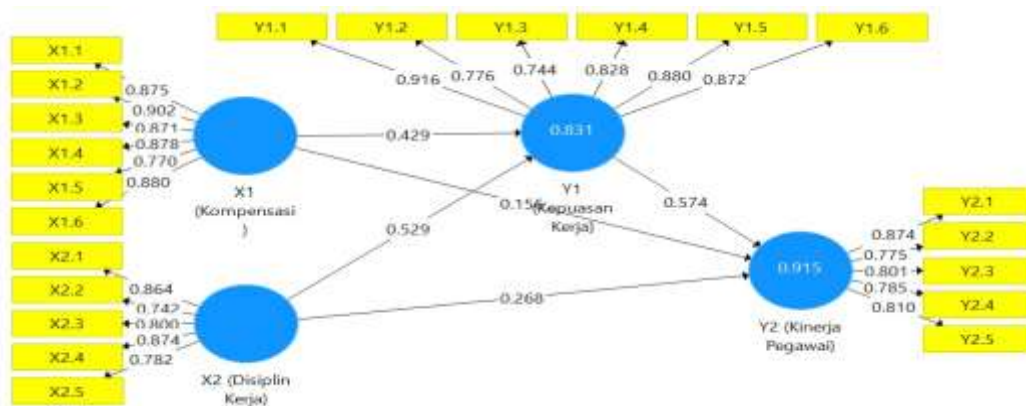 Y1.1
Y1.2
Y1.3
Y1.4
Y1.5
Y1.6
0.916
0.776
0.744
0.828
0.880
0.872
X1.1
X1.2
X1.3
X1.4
X1.5
X1.6
0.875
0.902
0.871
0.878
0.770
0.880
X1
(Kompensasi
)
0.429
0.831
Y1
(Kepuasan
Kerja)
0.529
0.574
X2.1
X2.2
X2.3
X2.4
X2.5
0.864
0.742
0.800
0.874
0.782
X2 (Disiplin
Kerja)
0.268
0.915
Y2 (Kinerja
Pegawai)
0.874
0.775
0.801
0.785
0.810
Y2.1
Y2.2
Y2.3
Y2.4
Y2.5